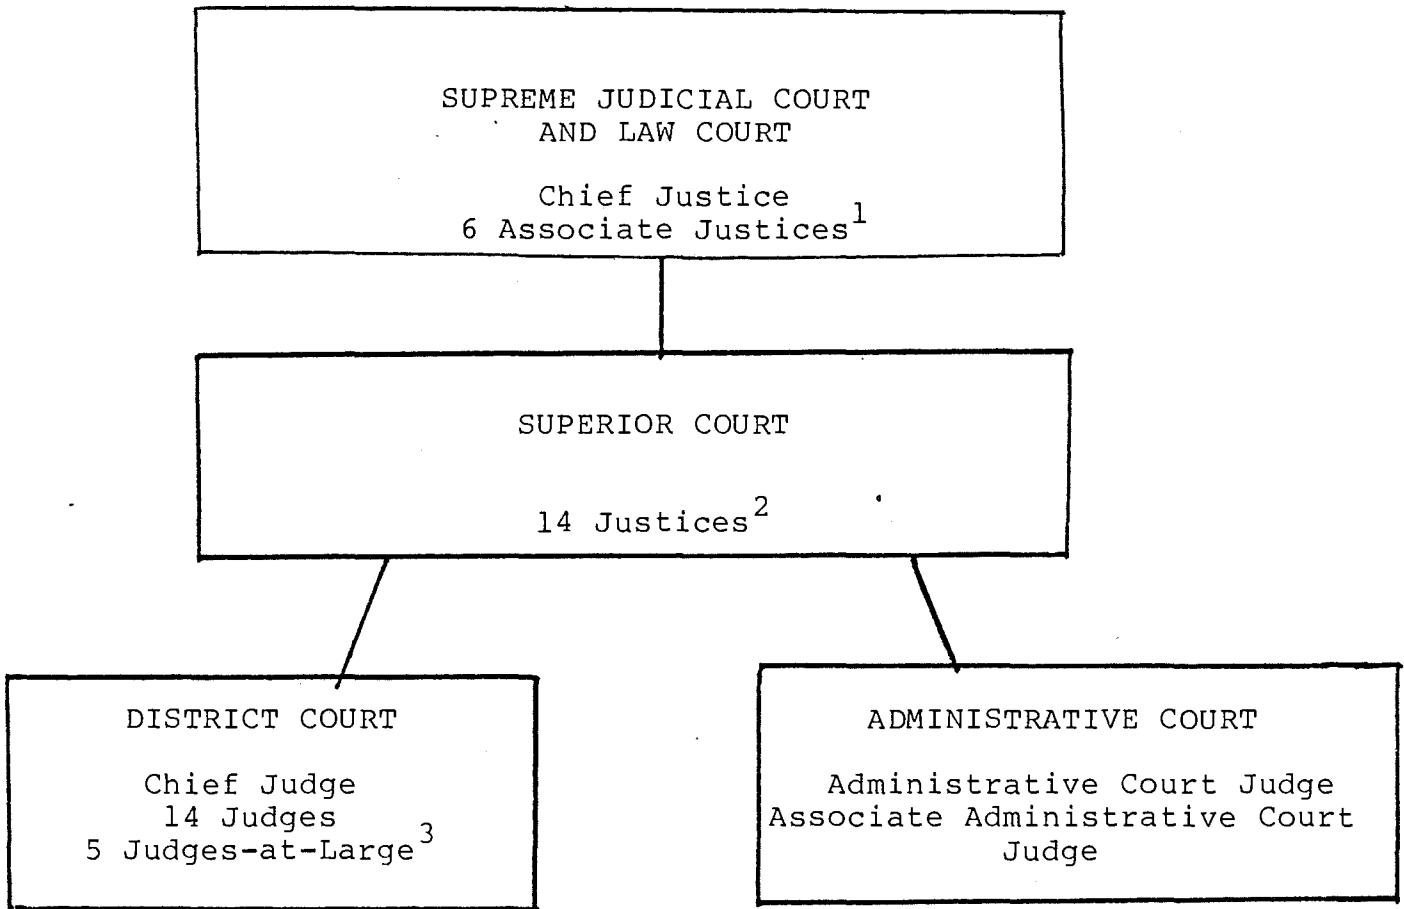 SUPREME JUDICIAL COURT
AND LAW COURT
Chief Justice
6 Associate Justices1
SUPERIOR COURT
14 Justices2
DISTRICT COURT
Chief Judge
14 Judges
5 Judges-at-Large3
ADMINISTRATIVE COURT
Administrative Court Judge
Associate Administrative Court
Judge